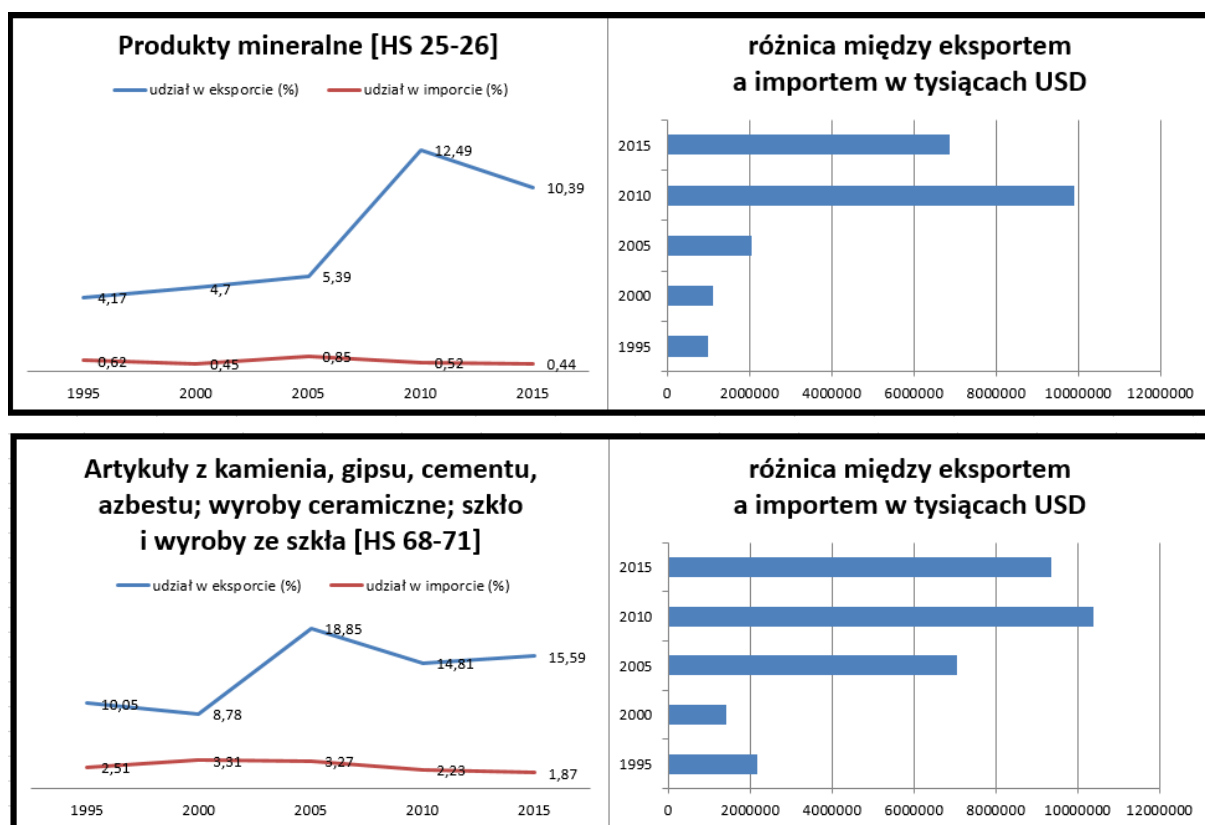 Produkty mineralne [HS 25-26]
udział w eksporcie (%) udział w imporcie (%)
12,49
10,39
5,39
4,7
4,17
0,62 0,45 0,85 0,52 0,44
1995 2000 2005 2010 2015
różnica między eksportem
a importem w tysiącach USD
2015
2010
2005
2000
1995
0 2000000 4000000 6000000 8000000 10000000 12000000
Artykuły z kamienia, gipsu, cementu,
azbestu; wyroby ceramiczne; szkło
i wyroby ze szkła [HS 68-71]
udział w eksporcie (%) udział w imporcie (%)
18,85
14,81 15,59
10,05
8,78
2,51 3,31 3,27 2,23 1,87
1995 2000 2005 2010 2015
różnica między eksportem
a importem w tysiącach USD
2015
2010
2005
2000
1995
0 2000000 4000000 6000000 8000000 10000000 12000000